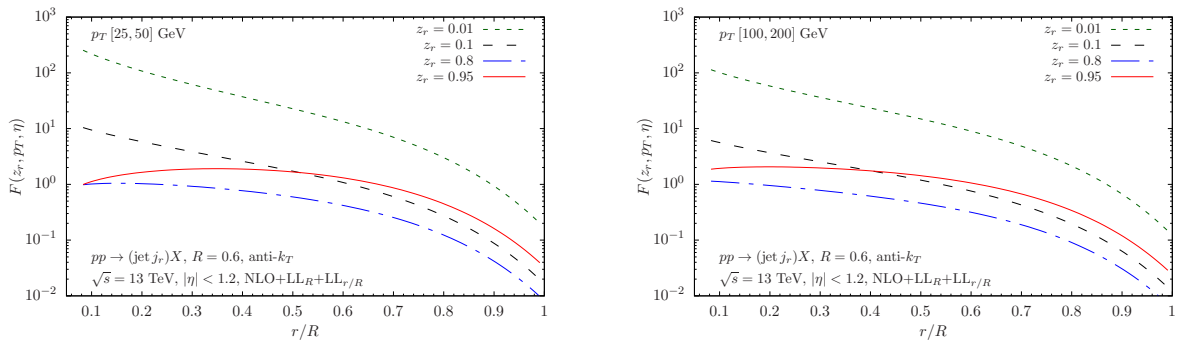 p_T [25, 50] GeV
z_r = 0.01
z_r = 0.1
z_r = 0.8
z_r = 0.95
10^3
10^2
10^1
10^0
10^{-1}
10^{-2}
F(z_r, p_T, η)
pp → (jet j_r)X, R = 0.6, anti-k_T
√s = 13 TeV, |η| < 1.2, NLO+LL_R+LL_{r/R}
0.1 0.2 0.3 0.4 0.5 0.6 0.7 0.8 0.9 1
r/R
p_T [100, 200] GeV
z_r = 0.01
z_r = 0.1
z_r = 0.8
z_r = 0.95
10^3
10^2
10^1
10^0
10^{-1}
10^{-2}
F(z_r, p_T, η)
pp → (jet j_r)X, R = 0.6, anti-k_T
√s = 13 TeV, |η| < 1.2, NLO+LL_R+LL_{r/R}
0.1 0.2 0.3 0.4 0.5 0.6 0.7 0.8 0.9 1
r/R